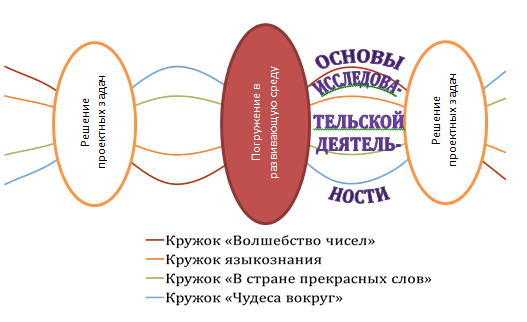 Решение
проектных задач
Погружение в
развивающую среду
ОСНОВЫ
ИССЛЕДОВА-
ТЕЛЬСКОЙ
ДЕЯТЕЛЬ-
НОСТИ
Решение
проектных задач
Кружок «Волшебство чисел»
Кружок языкознания
Кружок «В стране прекрасных слов»
Кружок «Чудеса вокруг»